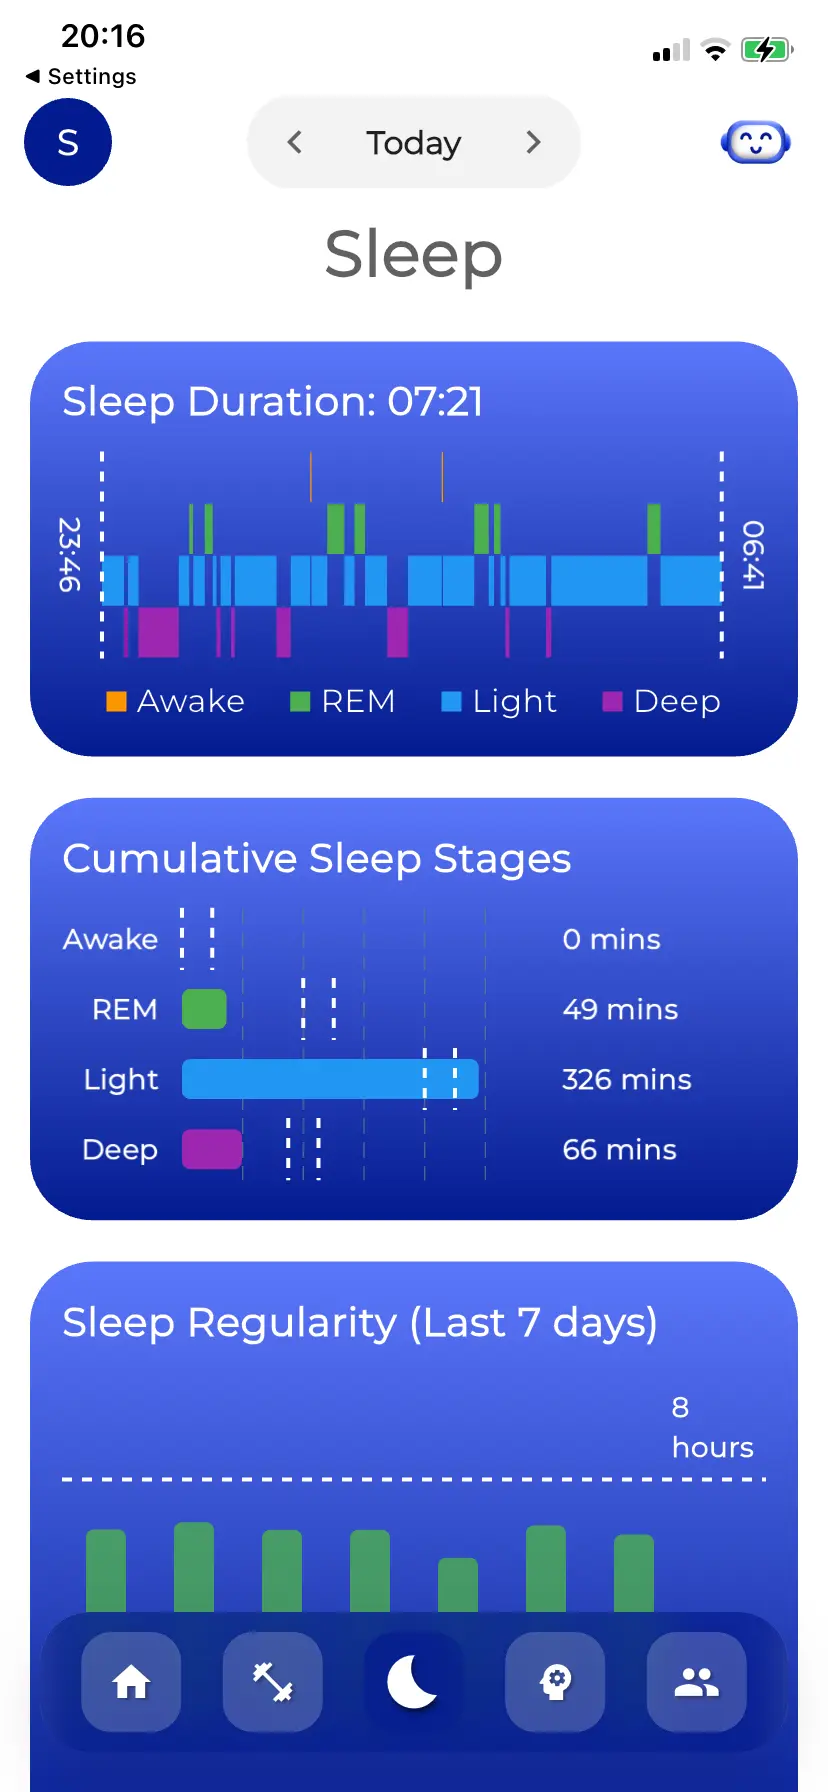 20:16
◀ Settings
S
Today
Sleep
Sleep Duration: 07:21
23:46
06:41
Awake
REM
Light
Deep
Cumulative Sleep Stages
Awake
0 mins
REM
49 mins
Light
326 mins
Deep
66 mins
Sleep Regularity (Last 7 days)
8
hours